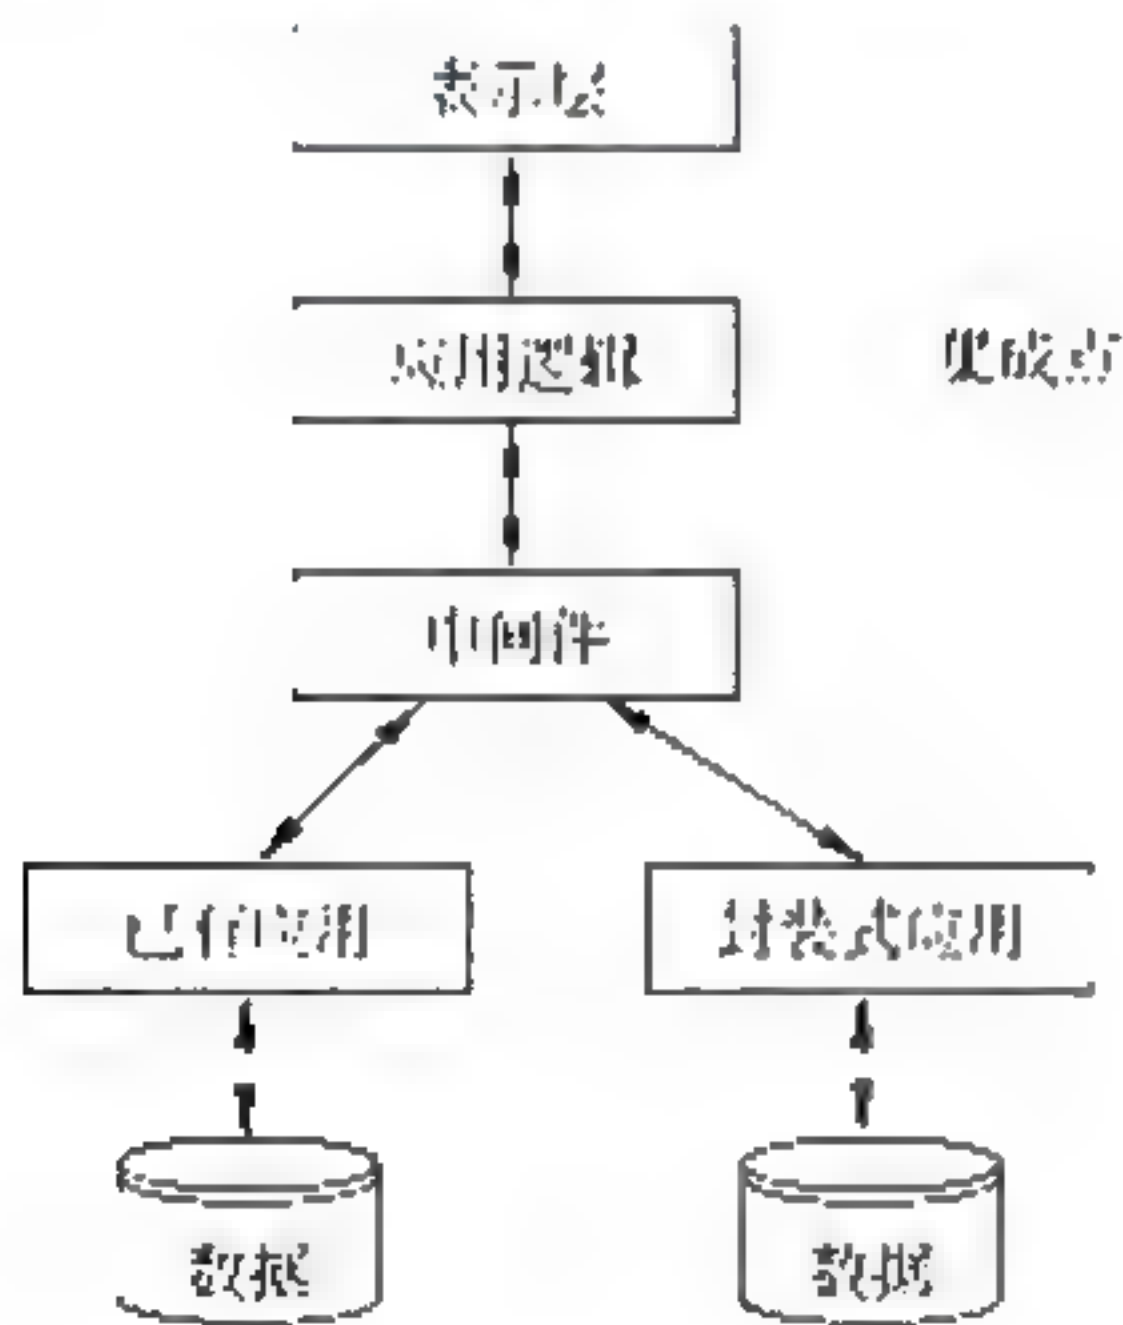 表示层
应用逻辑 集成点
中间件
已有应用 封装式应用
数据 数据